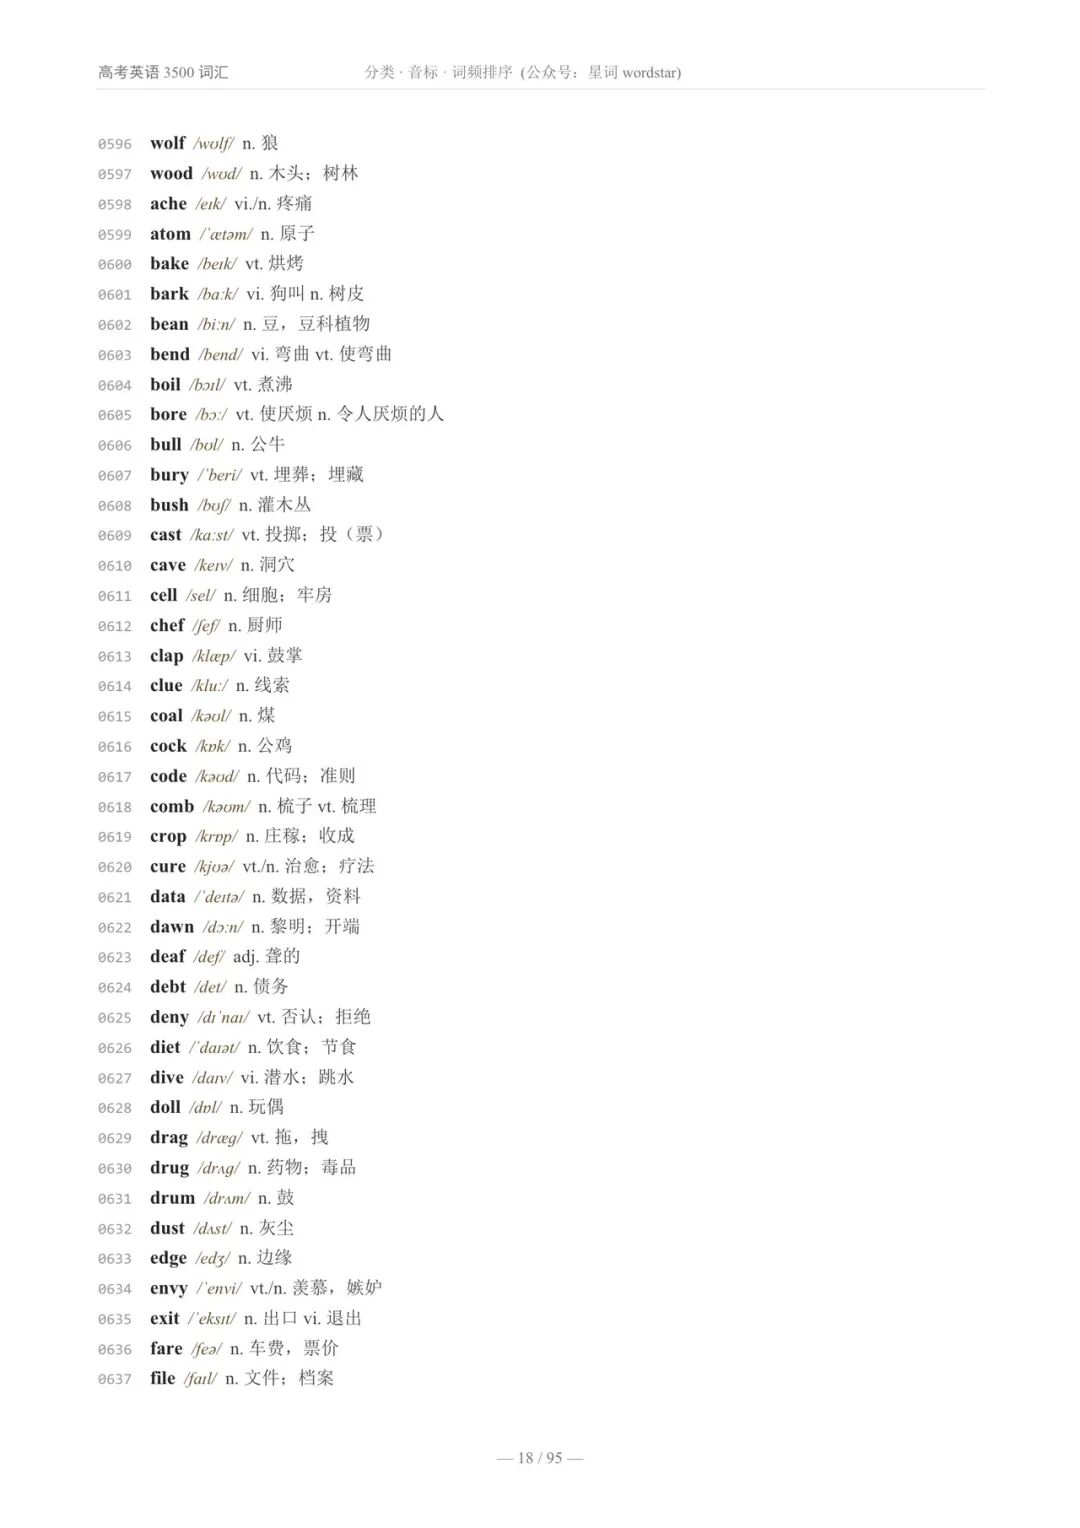 高考英语 3500 词汇 分类 · 音标 · 词频排序 (公众号：星词 wordstar)
0596 wolf /wʊlf/ n. 狼
0597 wood /wʊd/ n. 木头；树林
0598 ache /eɪk/ vi./n. 疼痛
0599 atom /ˈætəm/ n. 原子
0600 bake /beɪk/ vt. 烘烤
0601 bark /bɑːk/ vi. 狗叫 n. 树皮
0602 bean /biːn/ n. 豆，豆科植物
0603 bend /bend/ vi. 弯曲 vt. 使弯曲
0604 boil /bɔɪl/ vt. 煮沸
0605 bore /bɔː/ vt. 使厌烦 n. 令人厌烦的人
0606 bull /bʊl/ n. 公牛
0607 bury /ˈberi/ vt. 埋葬；埋藏
0608 bush /bʊʃ/ n. 灌木丛
0609 cast /kɑːst/ vt. 投掷；投（票）
0610 cave /keɪv/ n. 洞穴
0611 cell /sel/ n. 细胞；牢房
0612 chef /ʃef/ n. 厨师
0613 clap /klæp/ vi. 鼓掌
0614 clue /kluː/ n. 线索
0615 coal /kəʊl/ n. 煤
0616 cock /kɒk/ n. 公鸡
0617 code /kəʊd/ n. 代码；准则
0618 comb /kəʊm/ n. 梳子 vt. 梳理
0619 crop /krɒp/ n. 庄稼；收成
0620 cure /kjʊə/ vt./n. 治愈；疗法
0621 data /ˈdeɪtə/ n. 数据，资料
0622 dawn /dɔːn/ n. 黎明；开端
0623 deaf /def/ adj. 聋的
0624 debt /det/ n. 债务
0625 deny /dɪˈnaɪ/ vt. 否认；拒绝
0626 diet /ˈdaɪət/ n. 饮食；节食
0627 dive /daɪv/ vi. 潜水；跳水
0628 doll /dɒl/ n. 玩偶
0629 drag /dræɡ/ vt. 拖，拽
0630 drug /drʌɡ/ n. 药物；毒品
0631 drum /drʌm/ n. 鼓
0632 dust /dʌst/ n. 灰尘
0633 edge /edʒ/ n. 边缘
0634 envy /ˈenvi/ vt./n. 羡慕，嫉妒
0635 exit /ˈeksɪt/ n. 出口 vi. 退出
0636 fare /feə/ n. 车费，票价
0637 file /faɪl/ n. 文件；档案
— 18 / 95 —